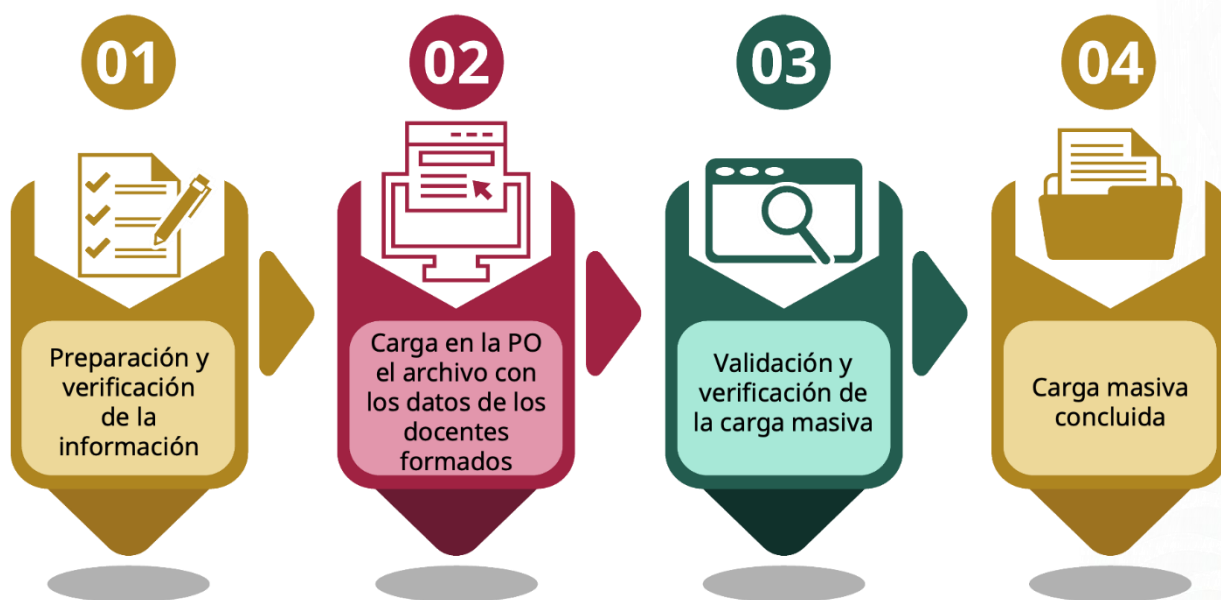 01
Preparación y
verificación
de la
información
02
Carga en la PO
el archivo con
los datos de los
docentes
formados
03
Validación y
verificación de
la carga masiva
04
Carga masiva
concluida